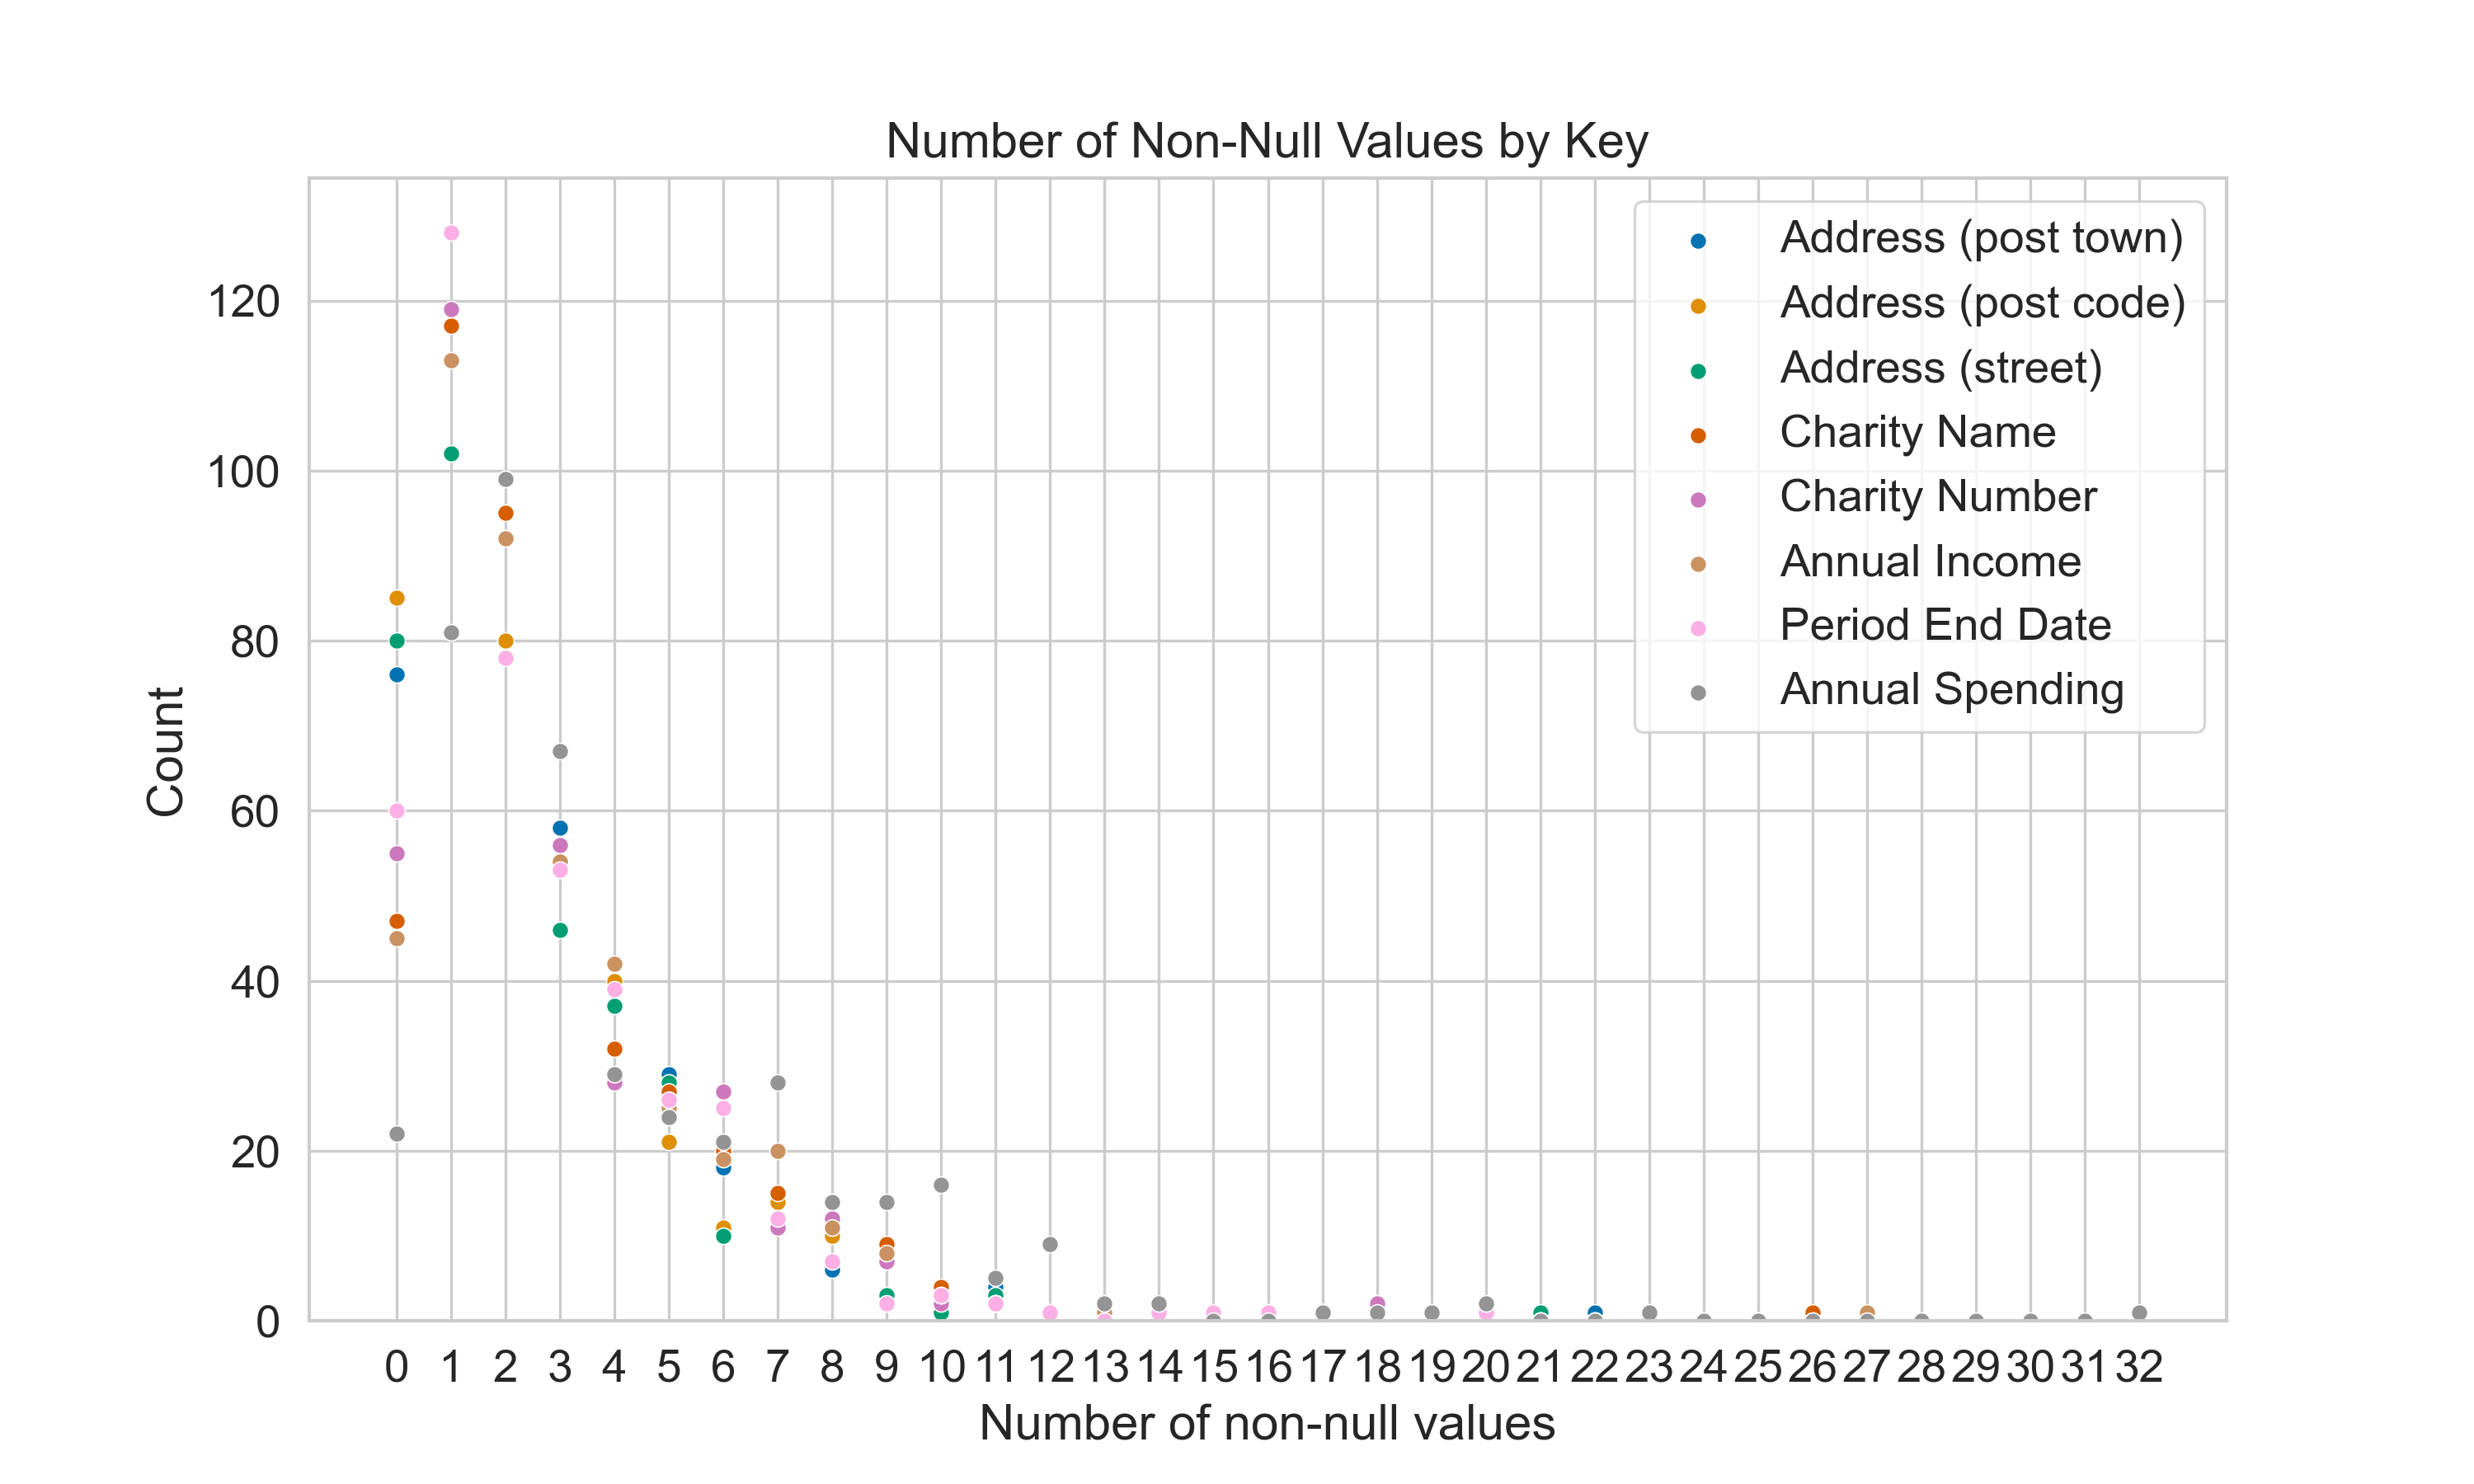 Number of Non-Null Values by Key
Address (post town)
Address (post code)
Address (street)
Charity Name
Charity Number
Annual Income
Period End Date
Annual Spending
Count
120
100
80
60
40
20
0
0 1 2 3 4 5 6 7 8 9 10 11 12 13 14 15 16 17 18 19 20 21 22 23 24 25 26 27 28 29 30 31 32
Number of non-null values